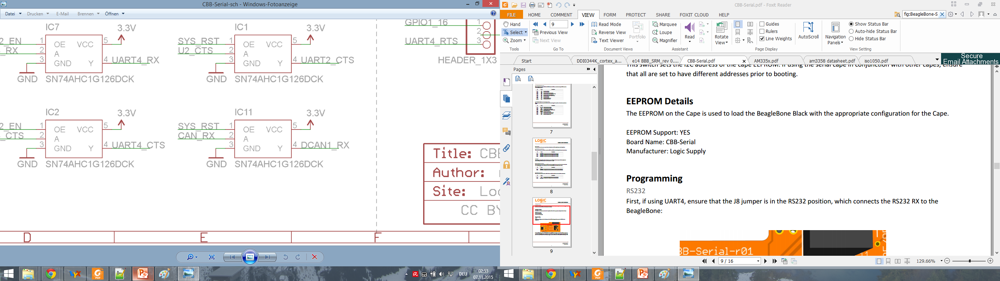 CBB-Serial-sch - Windows-Fotoanzeige
Datei Drucken E-Mail Brennen Öffnen
IC7 3.3V
2_EN 1 OE VCC 5
_RX 2 A
3 GND Y 4 UART4_RX
GND SN74AHC1G126DCK
IC1 3.3V
SYS_RST 1 OE VCC 5
U2_CTS 2 A
3 GND Y 4 UART2_CTS
GND SN74AHC1G126DCK
GPIO1_16 1
2
UART4_RTS 3
HEADER_1X3
IC2 3.3V
2_EN 1 OE VCC 5
_CTS 2 A
3 GND Y 4 UART4_CTS
GND SN74AHC1G126DCK
IC11 3.3V
SYS_RST 1 OE VCC 5
CAN_RX 2 A
3 GND Y 4 DCAN1_RX
GND SN74AHC1G126DCK
Title: CBB
Author:
Site: Log
CC BY
D E F
DEU 02:53
07.11.2015
CBB-Serial.pdf - Foxit Reader
FILE HOME COMMENT VIEW FORM PROTECT SHARE FOXIT CLOUD HELP fig:BeagleBone-S
Hand 9 Read Mode Marquee Guides Show Status Bar
Select Previous View Reverse View Portfolio Loupe Read Rotate View Rulers AutoScroll Navigation Panels Auto-hide Status Bar
Zoom Next View Text Viewer Magnifier Line Weights Hide Status Bar
Tools Go To Document Views Assistant Page Display View Setting
Start DDI0344K_cortex_a... e14 BBB_SRM_rev 0.... CBB-Serial.pdf AM335x.pdf am3358 datasheet.pdf iso1050.pdf
Secure
Email Attachments
Pages
7
LOGIC
8
LOGIC
9
This switch sets the I2C address of the cape EEPROM. If using the serial cape in conjunction with other capes, ensure
that all are set to have different addresses prior to booting.
EEPROM Details
The EEPROM on the Cape is used to load the BeagleBone Black with the appropriate configuration for the Cape.
EEPROM Support: YES
Board Name: CBB-Serial
Manufacturer: Logic Supply
Programming
RS232
First, if using UART4, ensure that the J8 jumper is in the RS232 position, which connects the RS232 RX to the
BeagleBone:
BB-Serial-r01
9 / 16 129.66%